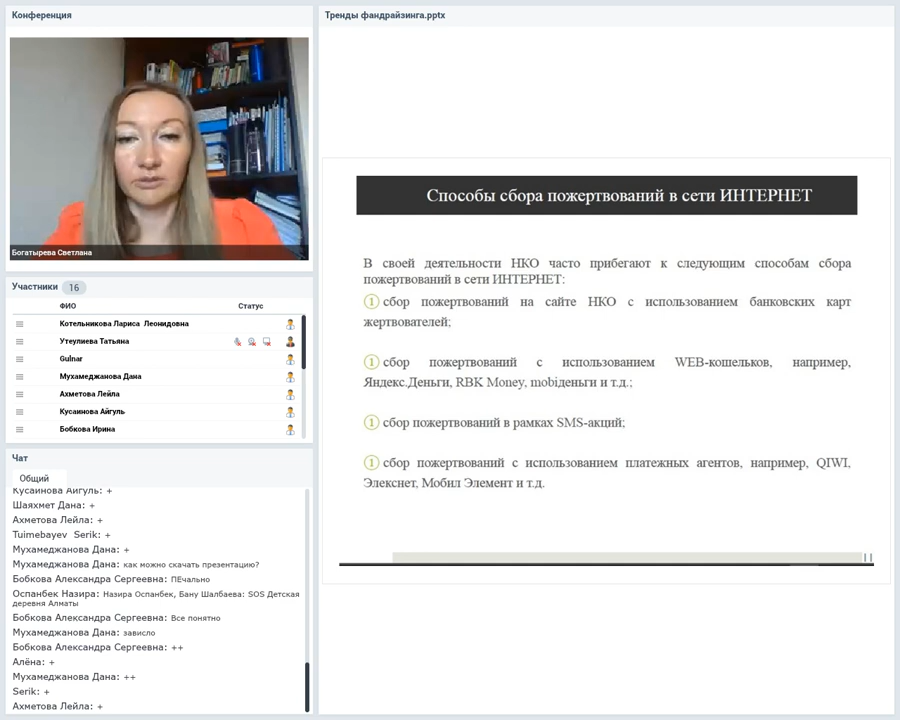 Конференция
Богатырева Светлана
Участники 16
ФИО Статус
Котельникова Лариса Леонидовна
Утеулиева Татьяна
Gulnar
Мухамеджанова Дана
Ахметова Лейла
Кусаинова Айгуль
Бобкова Ирина
Чат
Общий
Кусаинова Айгуль: +
Шаяхмет Дана: +
Ахметова Лейла: +
Tuimebayev Serik: +
Мухамеджанова Дана: +
Мухамеджанова Дана: как можно скачать презентацию?
Бобкова Александра Сергеевна: ПЕчально
Оспанбек Назира: Назира Оспанбек, Бану Шалбаева: SOS Детская
деревня Алматы
Бобкова Александра Сергеевна: Все понятно
Мухамеджанова Дана: зависло
Бобкова Александра Сергеевна: ++
Алёна: +
Мухамеджанова Дана: ++
Serik: +
Ахметова Лейла: +
Тренды фандрайзинга.pptx
Способы сбора пожертвований в сети ИНТЕРНЕТ
В своей деятельности НКО часто прибегают к следующим способам сбора
пожертвований в сети ИНТЕРНЕТ:
1 сбор пожертвований на сайте НКО с использованием банковских карт
жертвователей;
1 сбор пожертвований с использованием WEB-кошельков, например,
Яндекс.Деньги, RBK Money, mobiденьги и т.д.;
1 сбор пожертвований в рамках SMS-акций;
1 сбор пожертвований с использованием платежных агентов, например, QIWI,
Элекснет, Мобил Элемент и т.д.